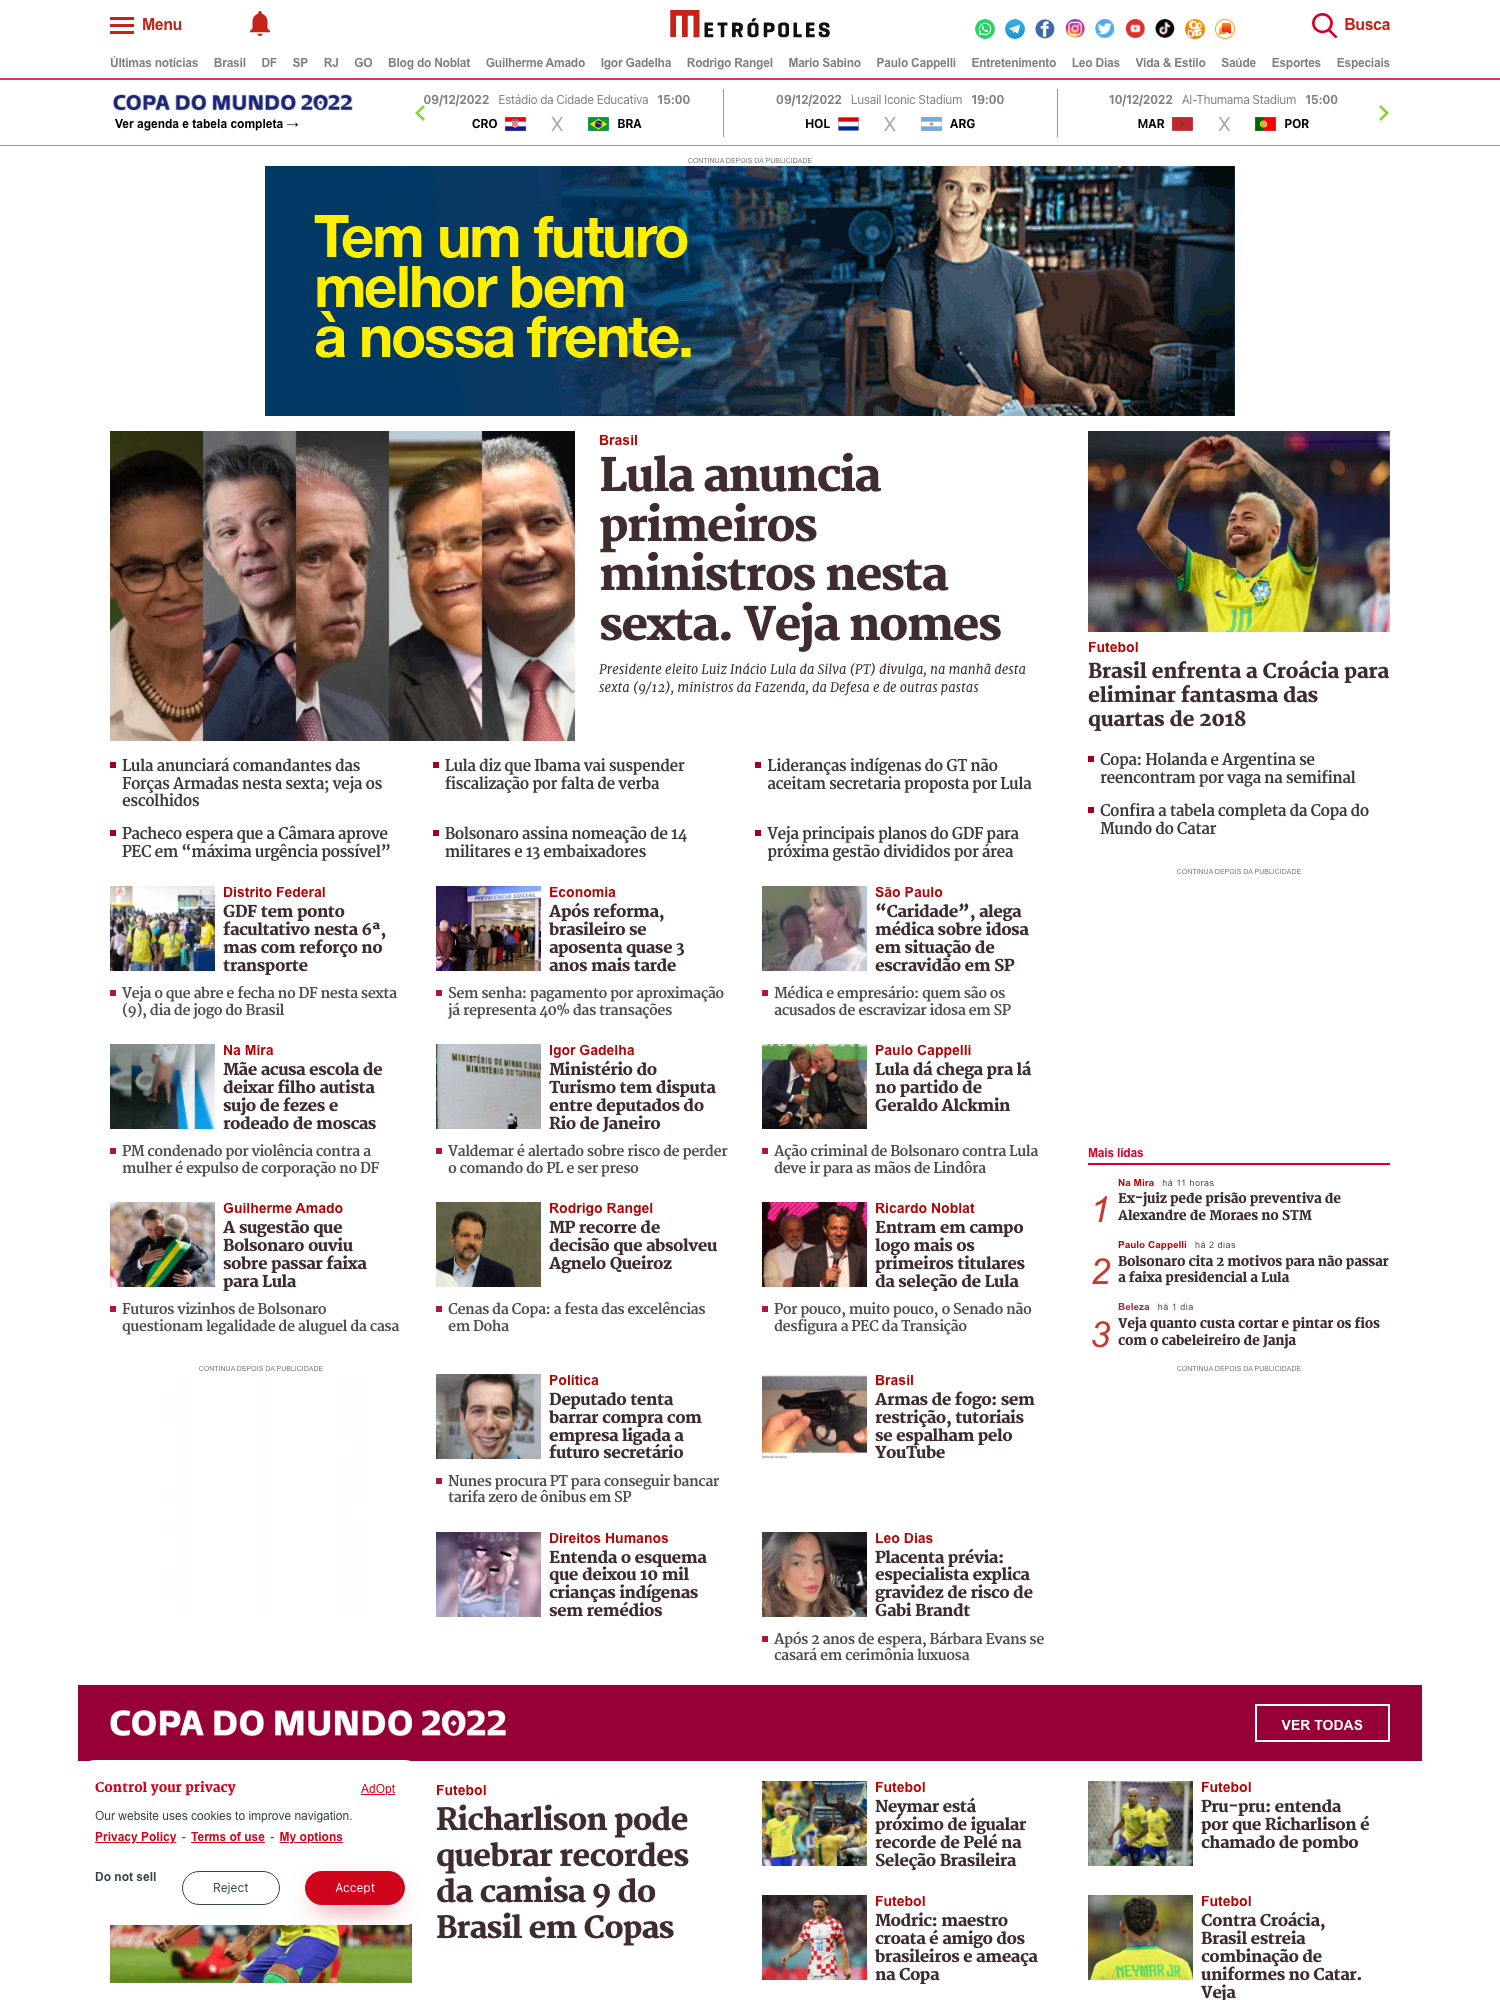 Menu
METRÓPOLES
Busca
Últimas notícias Brasil DF SP RJ GO Blog do Noblat Guilherme Amado Igor Gadelha Rodrigo Rangel Mario Sabino Paulo Cappelli Entretenimento Leo Dias Vida & Estilo Saúde Esportes Especiais
COPA DO MUNDO 2022
Ver agenda e tabela completa →
09/12/2022 Estádio da Cidade Educativa 15:00
CRO X BRA
09/12/2022 Lusail Iconic Stadium 19:00
HOL X ARG
10/12/2022 Al-Thumama Stadium 15:00
MAR X POR
CONTINUA DEPOIS DA PUBLICIDADE
Tem um futuro
melhor bem
à nossa frente.
Brasil
Lula anuncia
primeiros
ministros nesta
sexta. Veja nomes
Presidente eleito Luiz Inácio Lula da Silva (PT) divulga, na manhã desta
sexta (9/12), ministros da Fazenda, da Defesa e de outras pastas
Futebol
Brasil enfrenta a Croácia para
eliminar fantasma das
quartas de 2018
Copa: Holanda e Argentina se
reencontram por vaga na semifinal
Confira a tabela completa da Copa do
Mundo do Catar
CONTINUA DEPOIS DA PUBLICIDADE
Lula anunciará comandantes das
Forças Armadas nesta sexta; veja os
escolhidos
Lula diz que Ibama vai suspender
fiscalização por falta de verba
Lideranças indígenas do GT não
aceitam secretaria proposta por Lula
Pacheco espera que a Câmara aprove
PEC em “máxima urgência possível”
Bolsonaro assina nomeação de 14
militares e 13 embaixadores
Veja principais planos do GDF para
próxima gestão divididos por área
Distrito Federal
GDF tem ponto
facultativo nesta 6ª,
mas com reforço no
transporte
Veja o que abre e fecha no DF nesta sexta
(9), dia de jogo do Brasil
PREVIDÊNCIA SOCIAL
Economia
Após reforma,
brasileiro se
aposenta quase 3
anos mais tarde
Sem senha: pagamento por aproximação
já representa 40% das transações
São Paulo
“Caridade”, alega
médica sobre idosa
em situação de
escravidão em SP
Médica e empresário: quem são os
acusados de escravizar idosa em SP
Na Mira
Mãe acusa escola de
deixar filho autista
sujo de fezes e
rodeado de moscas
PM condenado por violência contra a
mulher é expulso de corporação no DF
MINISTÉRIO DE MINAS E
MINISTÉRIO DO TURISMO
Igor Gadelha
Ministério do
Turismo tem disputa
entre deputados do
Rio de Janeiro
Valdemar é alertado sobre risco de perder
o comando do PL e ser preso
Paulo Cappelli
Lula dá chega pra lá
no partido de
Geraldo Alckmin
Ação criminal de Bolsonaro contra Lula
deve ir para as mãos de Lindôra
Guilherme Amado
A sugestão que
Bolsonaro ouviu
sobre passar faixa
para Lula
Futuros vizinhos de Bolsonaro
questionam legalidade de aluguel da casa
Rodrigo Rangel
MP recorre de
decisão que absolveu
Agnelo Queiroz
Cenas da Copa: a festa das excelências
em Doha
Ricardo Noblat
Entram em campo
logo mais os
primeiros titulares
da seleção de Lula
Por pouco, muito pouco, o Senado não
desfigura a PEC da Transição
Mais lidas
1
Na Mira há 11 horas
Ex-juiz pede prisão preventiva de
Alexandre de Moraes no STM
2
Paulo Cappelli há 2 dias
Bolsonaro cita 2 motivos para não passar
a faixa presidencial a Lula
3
Beleza há 1 dia
Veja quanto custa cortar e pintar os fios
com o cabeleireiro de Janja
CONTINUA DEPOIS DA PUBLICIDADE
CONTINUA DEPOIS DA PUBLICIDADE
Política
Deputado tenta
barrar compra com
empresa ligada a
futuro secretário
Nunes procura PT para conseguir bancar
tarifa zero de ônibus em SP
Brasil
Armas de fogo: sem
restrição, tutoriais
se espalham pelo
YouTube
Direitos Humanos
Entenda o esquema
que deixou 10 mil
crianças indígenas
sem remédios
Leo Dias
Placenta prévia:
especialista explica
gravidez de risco de
Gabi Brandt
Após 2 anos de espera, Bárbara Evans se
casará em cerimônia luxuosa
COPA DO MUNDO 2022
VER TODAS
Control your privacy
AdOpt
Our website uses cookies to improve navigation.
Privacy Policy - Terms of use - My options
Do not sell
Reject
Accept
Futebol
Richarlison pode
quebrar recordes
da camisa 9 do
Brasil em Copas
Futebol
Neymar está
próximo de igualar
recorde de Pelé na
Seleção Brasileira
Futebol
Pru-pru: entenda
por que Richarlison é
chamado de pombo
Futebol
Modric: maestro
croata é amigo dos
brasileiros e ameaça
na Copa
NEYMAR JR
Futebol
Contra Croácia,
Brasil estreia
combinação de
uniformes no Catar.
Veja